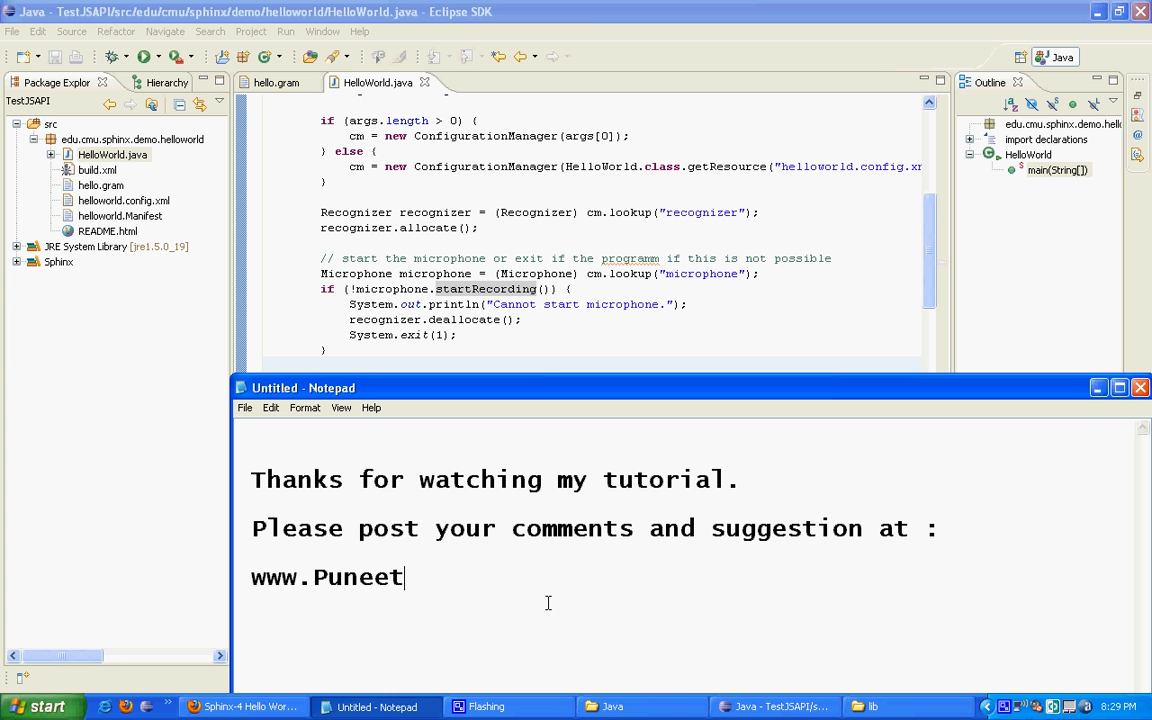 Java - TestJSAPI/src/edu/cmu/sphinx/demo/helloworld/HelloWorld.java - Eclipse SDK
File Edit Source Refactor Navigate Search Project Run Window Help
Java
Package Explor Hierarchy
hello.gram HelloWorld.java
Outline
TestJSAPI
src
edu.cmu.sphinx.demo.helloworld
HelloWorld.java
build.xml
hello.gram
helloworld.config.xml
helloworld.Manifest
README.html
JRE System Library [jre1.5.0_19]
Sphinx
if (args.length > 0) {
cm = new ConfigurationManager(args[0]);
} else {
cm = new ConfigurationManager(HelloWorld.class.getResource("helloworld.config.xm
}
Recognizer recognizer = (Recognizer) cm.lookup("recognizer");
recognizer.allocate();
// start the microphone or exit if the programm if this is not possible
Microphone microphone = (Microphone) cm.lookup("microphone");
if (!microphone.startRecording()) {
System.out.println("Cannot start microphone.");
recognizer.deallocate();
System.exit(1);
}
edu.cmu.sphinx.demo.hell
import declarations
HelloWorld
main(String[])
Untitled - Notepad
File Edit Format View Help
Thanks for watching my tutorial.
Please post your comments and suggestion at :
www.Puneet
start
Sphinx-4 Hello Wor...
Untitled - Notepad
Flashing
Java
Java - TestJSAPI/s...
lib
8:29 PM